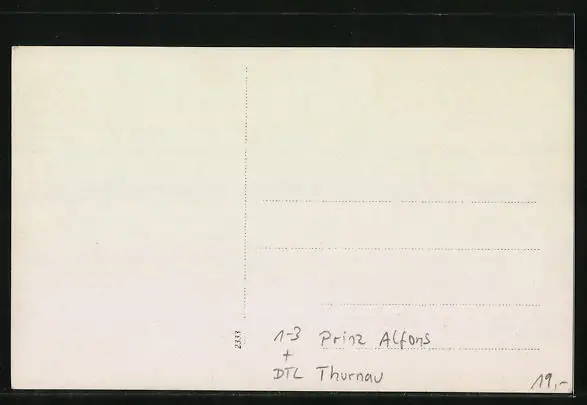 2333
1-3 Prinz Alfons
+
DTL Thurnau
19,-